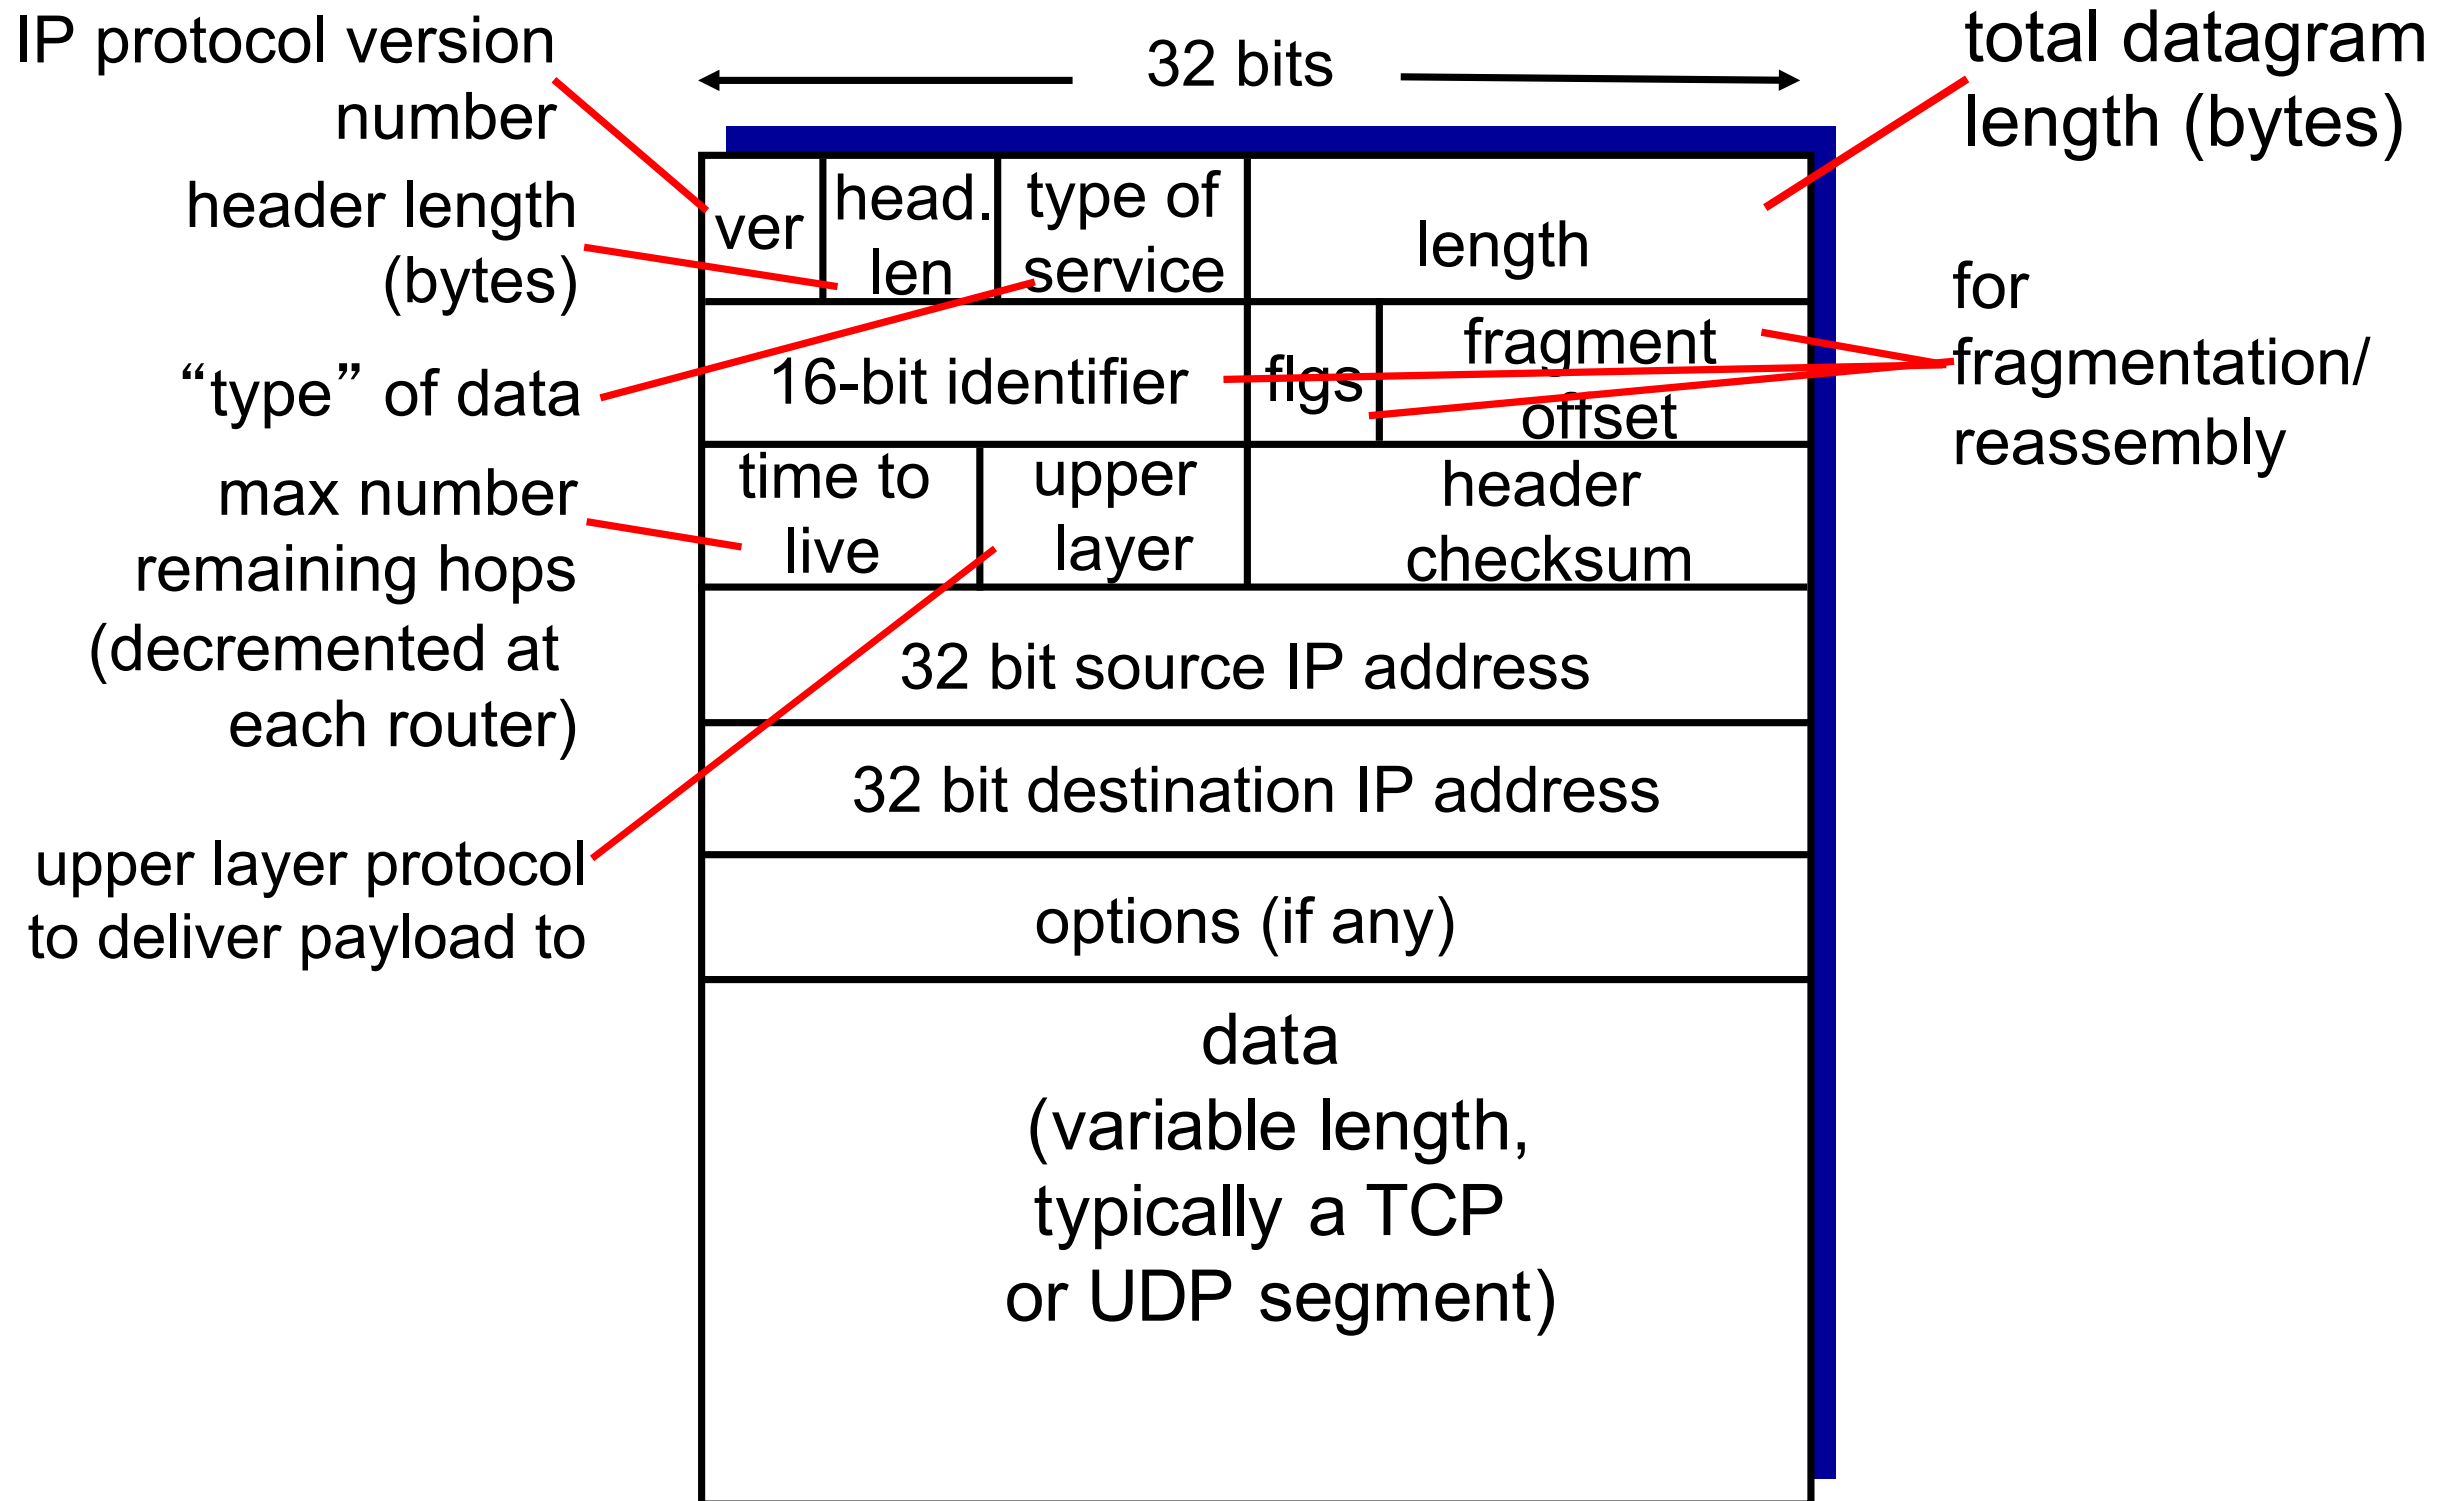 IP protocol version
number
header length
(bytes)
“type” of data
max number
remaining hops
(decremented at
each router)
upper layer protocol
to deliver payload to
32 bits
ver
head.
len
type of
service
length
16-bit identifier
flgs
fragment
offset
time to
live
upper
layer
header
checksum
32 bit source IP address
32 bit destination IP address
options (if any)
data
(variable length,
typically a TCP
or UDP segment)
total datagram
length (bytes)
for
fragmentation/
reassembly